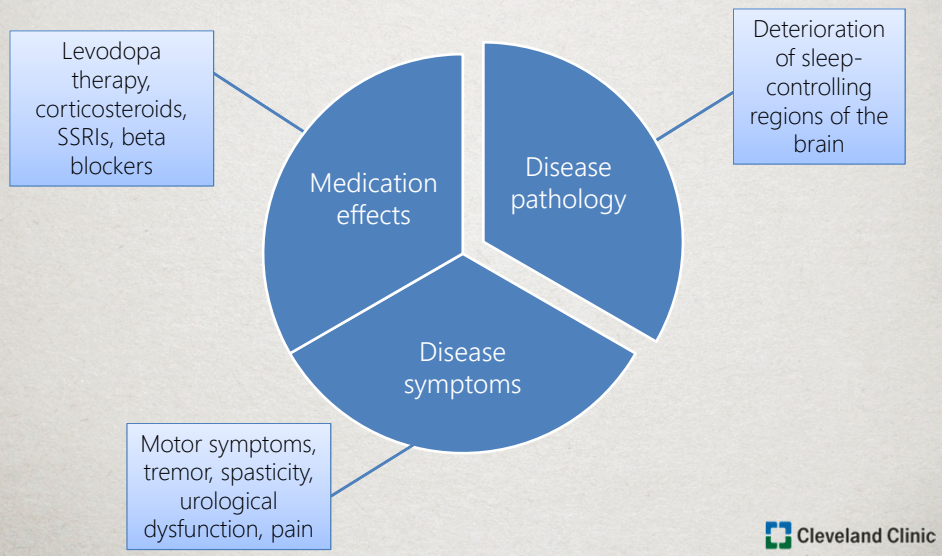 Levodopa
therapy,
corticosteroids,
SSRIs, beta
blockers
Deterioration
of sleep-
controlling
regions of the
brain
Medication
effects
Disease
pathology
Disease
symptoms
Motor symptoms,
tremor, spasticity,
urological
dysfunction, pain
Cleveland Clinic